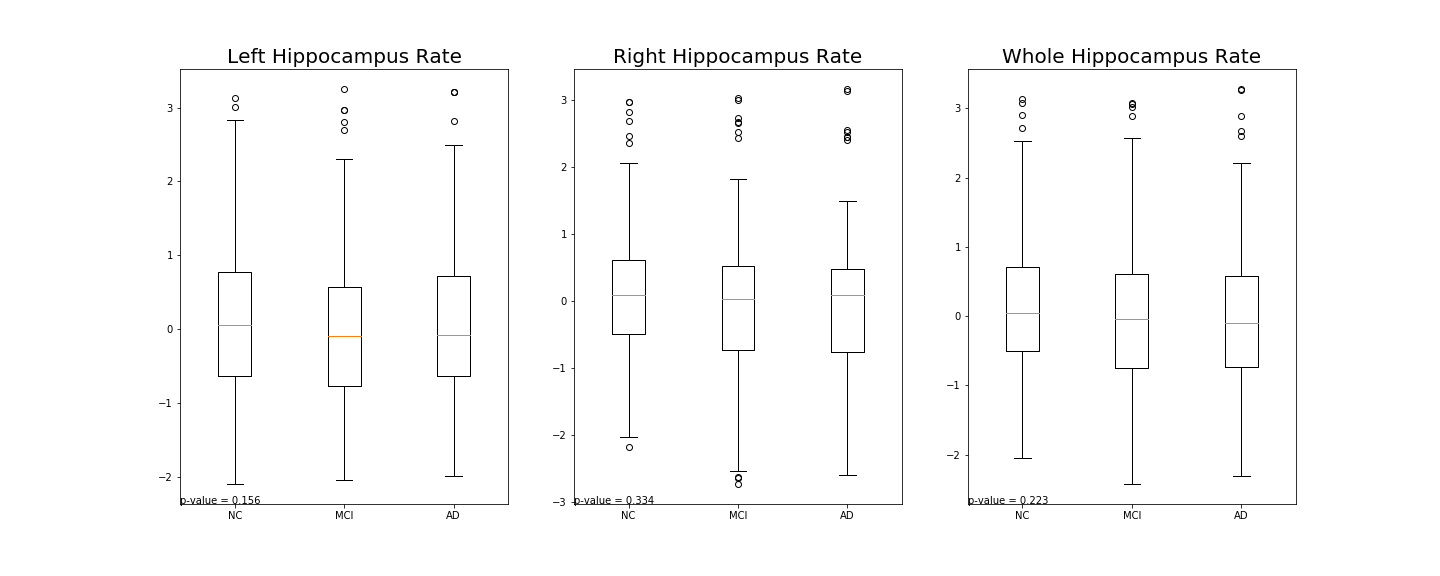 Left Hippocampus Rate
3
2
1
0
−1
−2
p-value = 0.156
NC MCI AD
Right Hippocampus Rate
3
2
1
0
−1
−2
−3
p-value = 0.334
NC MCI AD
Whole Hippocampus Rate
3
2
1
0
−1
−2
p-value = 0.223
NC MCI AD